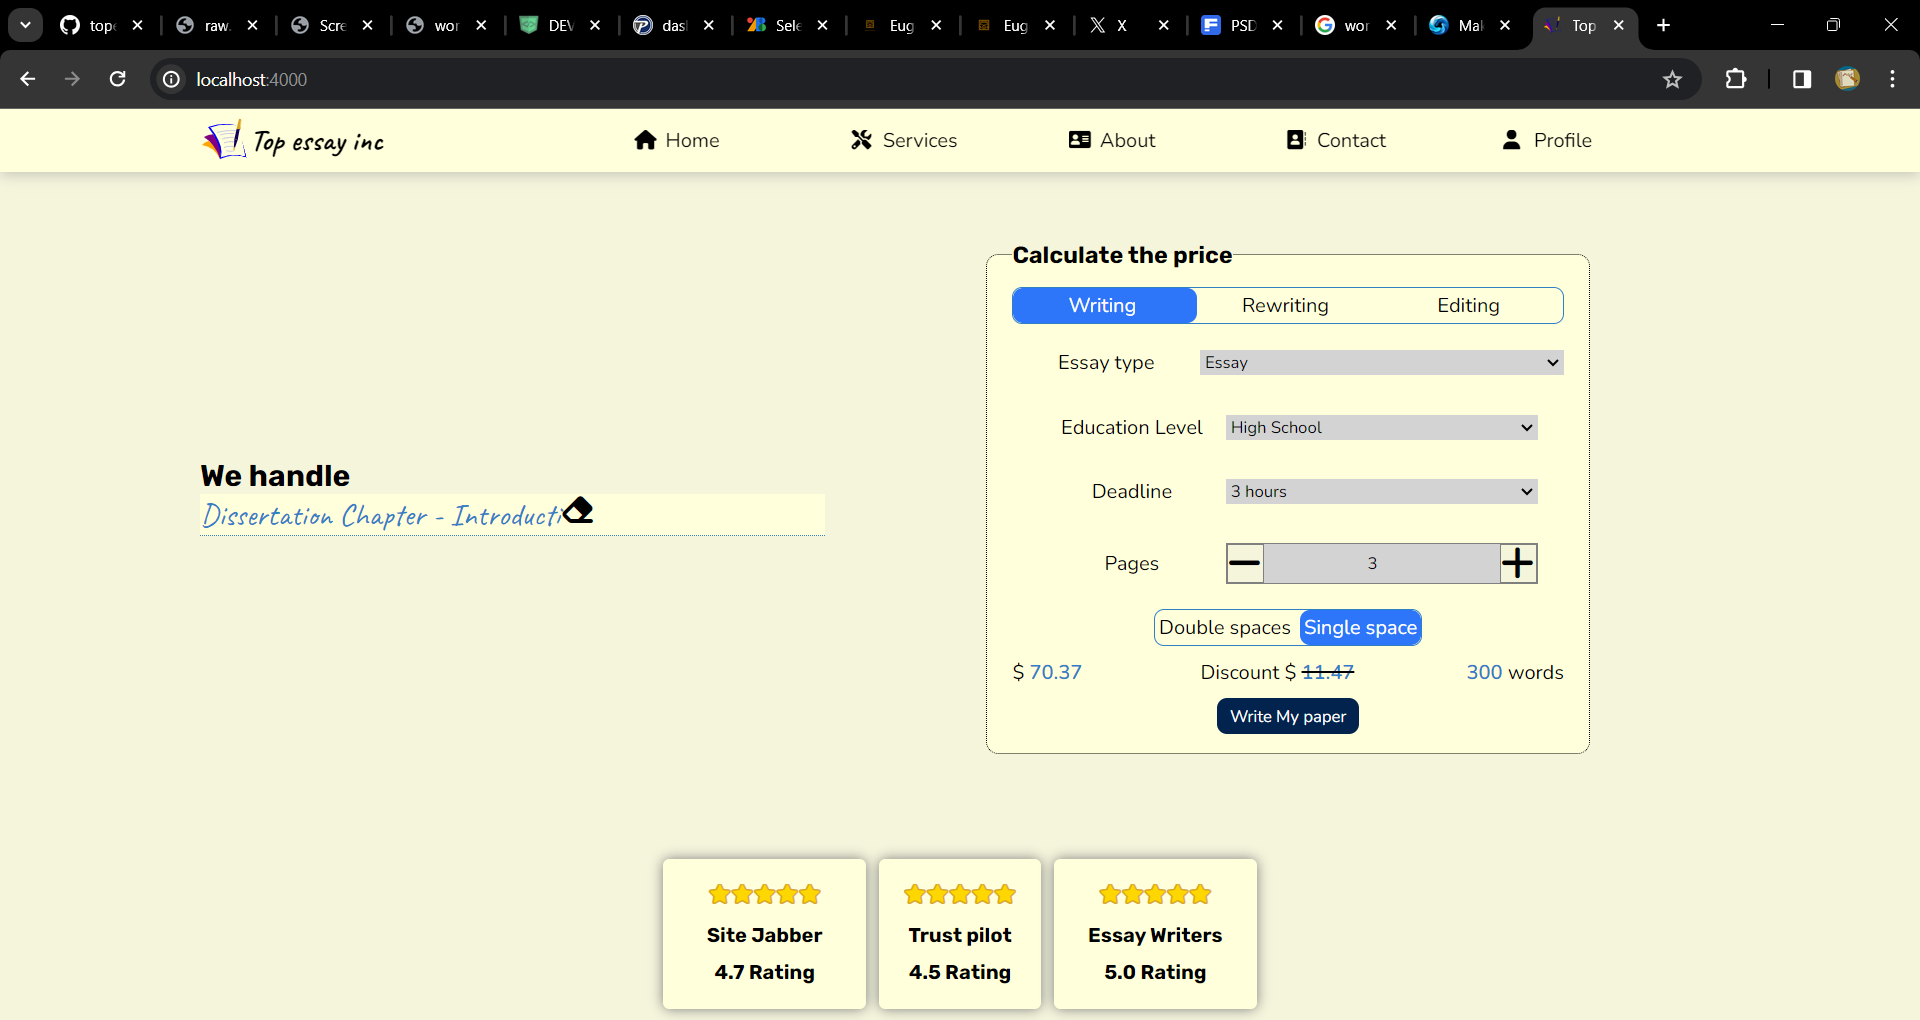 tope
raw.
Scre
wor
DEV
das
Sele
Eug
Eug
X
PSD
wor
Mak
Top
localhost:4000
Top essay inc
Home
Services
About
Contact
Profile
We handle
Dissertation Chapter - Introducti
Calculate the price
Writing Rewriting Editing
Essay type Essay
Education Level High School
Deadline 3 hours
Pages 3
Double spaces Single space
$ 70.37 Discount $ 11.47 300 words
Write My paper
Site Jabber
4.7 Rating
Trust pilot
4.5 Rating
Essay Writers
5.0 Rating